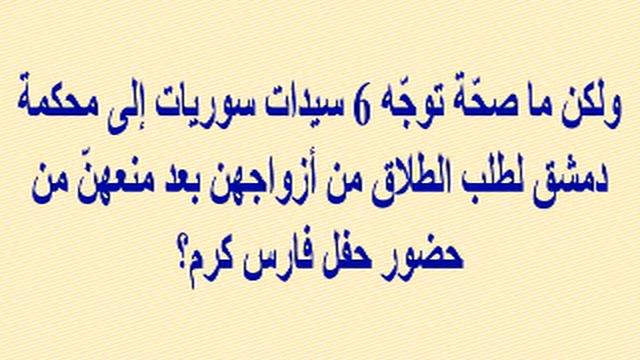 ولكن ما صحّة توجّه 6 سيدات سوريات إلى محكمة
دمشق لطلب الطلاق من أزواجهن بعد منعهنّ من
حضور حفل فارس كرم؟